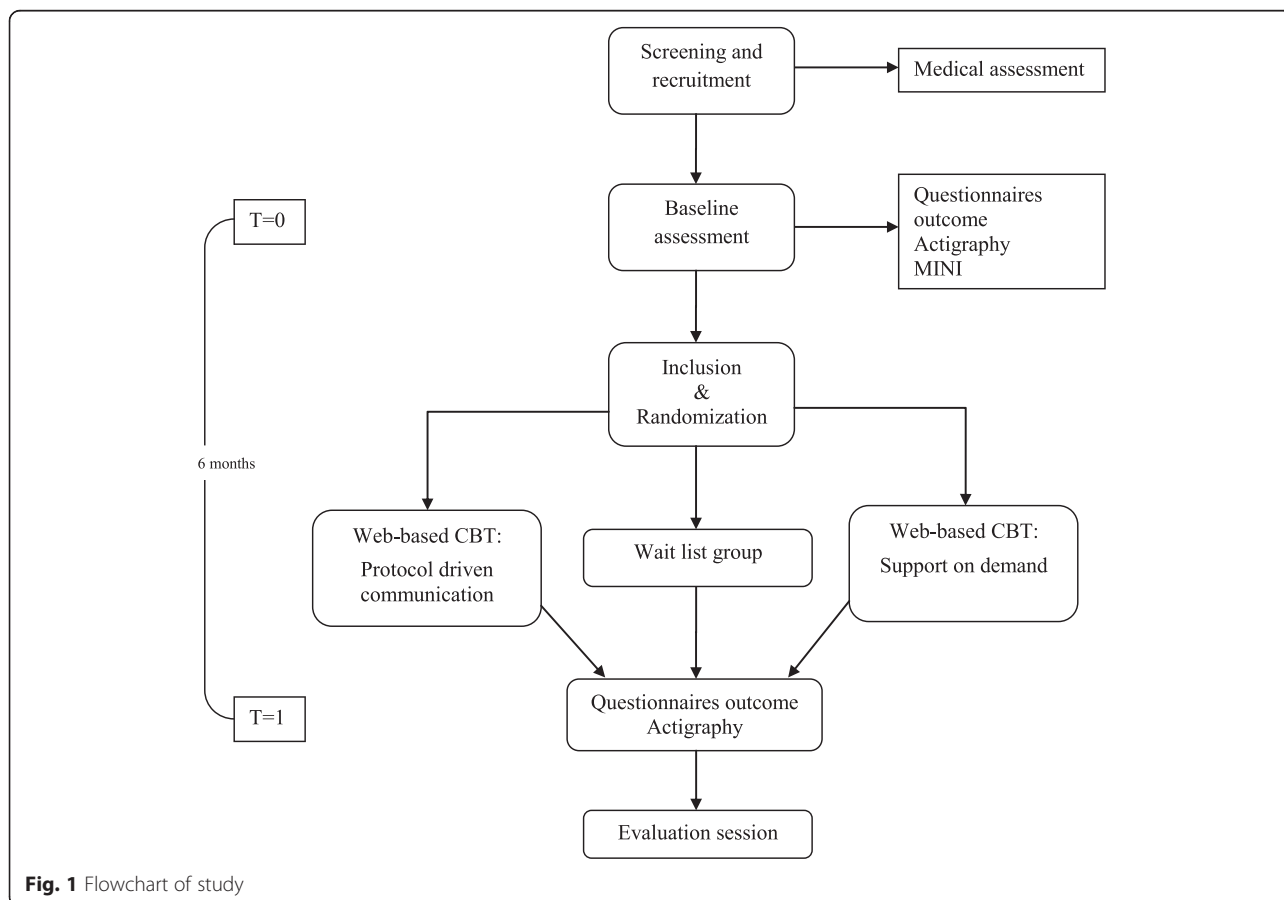 Screening and
recruitment
Medical assessment
T=0
Baseline
assessment
Questionnaires
outcome
Actigraphy
MINI
Inclusion
&
Randomization
6 months
Web-based CBT:
Protocol driven
communication
Wait list group
Web-based CBT:
Support on demand
T=1
Questionnaires outcome
Actigraphy
Evaluation session
Fig. 1 Flowchart of study